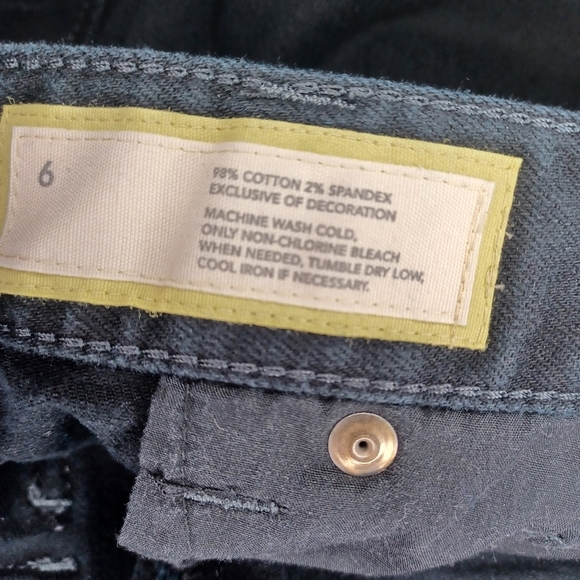 6
98% COTTON 2% SPANDEX
EXCLUSIVE OF DECORATION
MACHINE WASH COLD,
ONLY NON-CHLORINE BLEACH
WHEN NEEDED, TUMBLE DRY LOW,
COOL IRON IF NECESSARY.